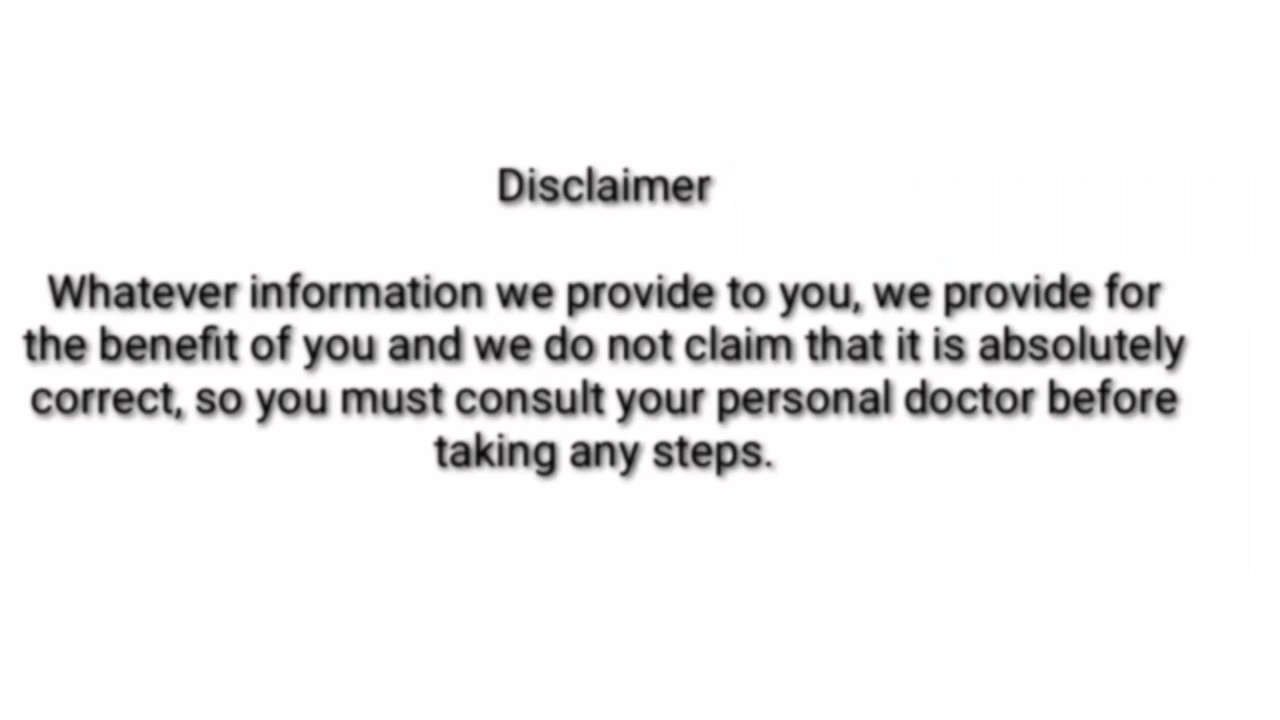 Disclaimer
Whatever information we provide to you, we provide for
the benefit of you and we do not claim that it is absolutely
correct, so you must consult your personal doctor before
taking any steps.